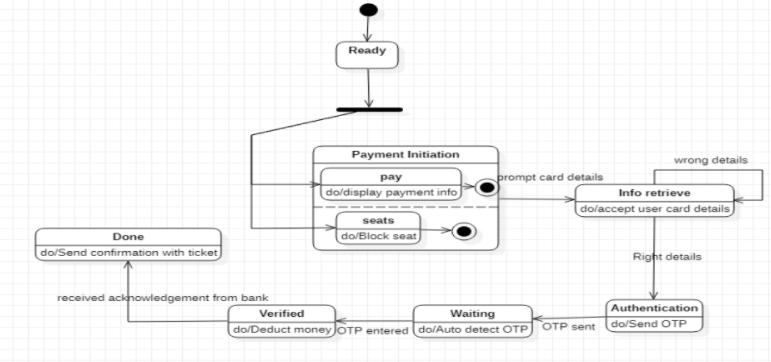 Ready
Payment Initiation
pay
do/display payment info
prompt card details
seats
do/Block seat
wrong details
Info retrieve
do/accept user card details
Right details
Authentication
do/Send OTP
OTP sent
Waiting
do/Auto detect OTP
OTP entered
Verified
do/Deduct money
received acknowledgement from bank
Done
do/Send confirmation with ticket